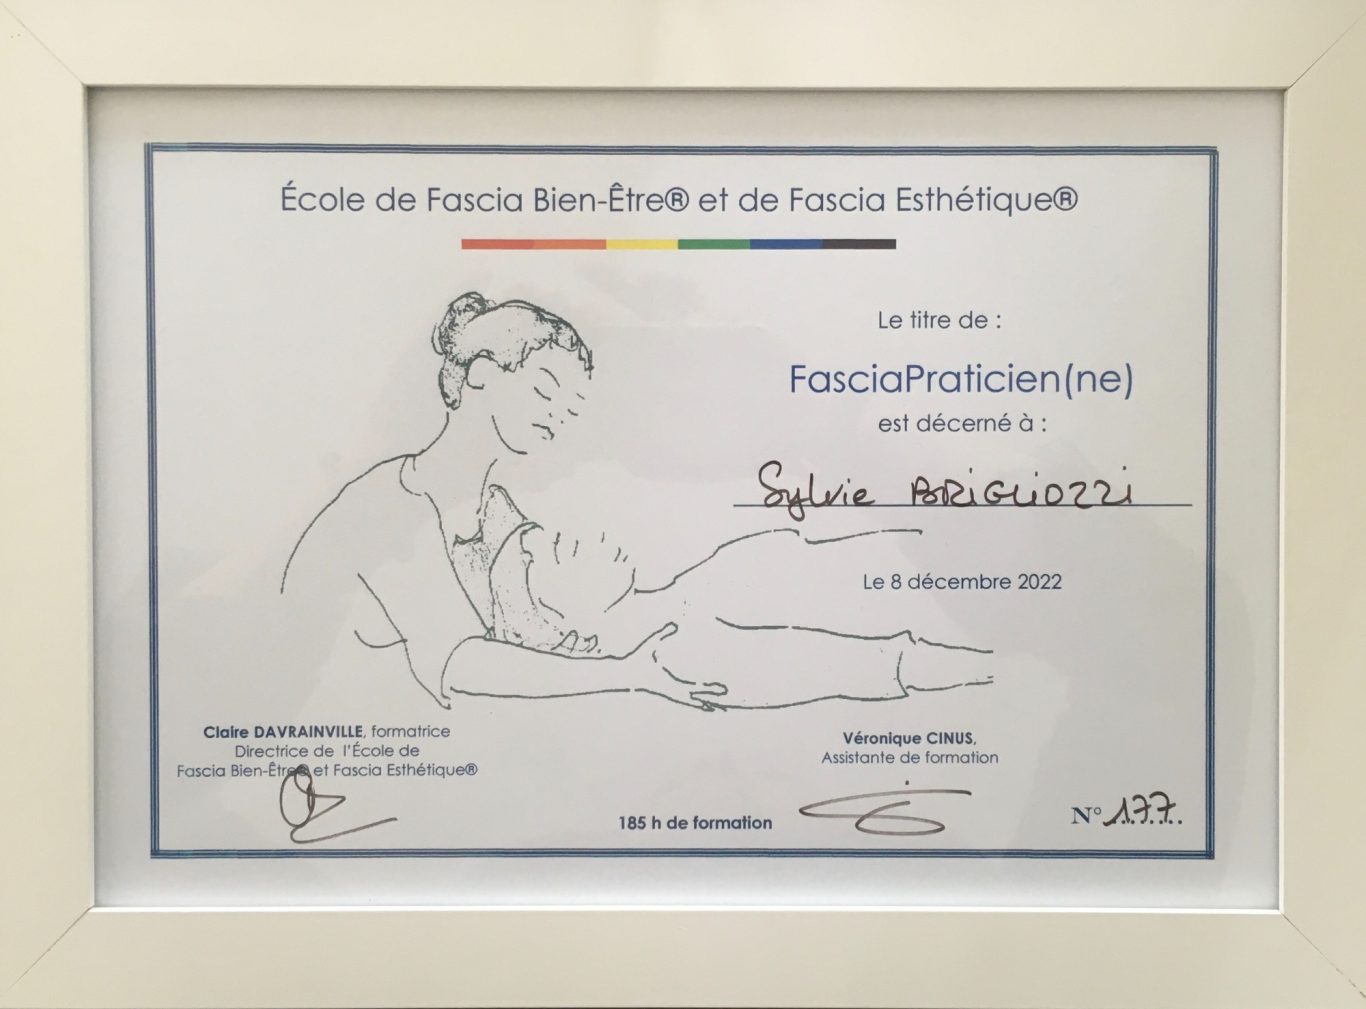 École de Fascia Bien-Être® et de Fascia Esthétique®
Le titre de :
FasciaPraticien(ne)
est décerné à :
Sylvie BRIGLIOZZI
Le 8 décembre 2022
Claire DAVRAINVILLE, formatrice
Directrice de l'École de
Fascia Bien-Être® et Fascia Esthétique®
Véronique CINUS,
Assistante de formation
185 h de formation
N° 177